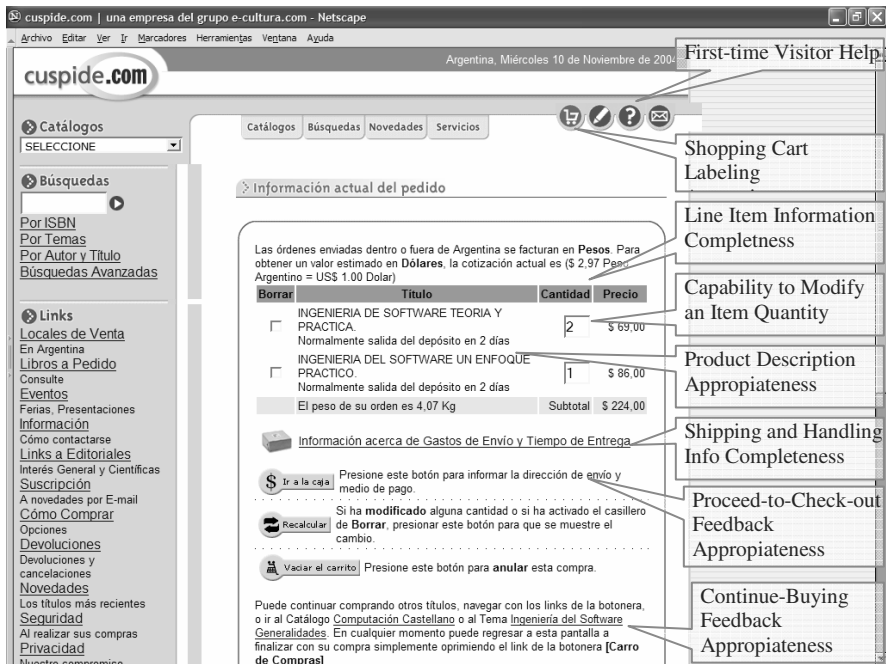 cuspide.com | una empresa del grupo e-cultura.com - Netscape
Archivo Editar Ver Ir Marcadores Herramientas Ventana Ayuda
Argentina, Miércoles 10 de Noviembre de 2004
cuspide.com
Catálogos
SELECCIONE
Búsquedas
Por ISBN
Por Temas
Por Autor y Título
Búsquedas Avanzadas
Links
Locales de Venta
En Argentina
Libros a Pedido
Consulte
Eventos
Ferias, Presentaciones
Información
Cómo contactarse
Links a Editoriales
Interés General y Científicas
Suscripción
A novedades por E-mail
Cómo Comprar
Opciones
Devoluciones
Devoluciones y
cancelaciones
Novedades
Los títulos más recientes
Seguridad
Al realizar sus compras
Privacidad
Nuestro compromiso
Catálogos Búsquedas Novedades Servicios
Información actual del pedido
Las órdenes enviadas dentro o fuera de Argentina se facturan en Pesos. Para
obtener un valor estimado en Dólares, la cotización actual es ($ 2,97 Peso
Argentino = US$ 1.00 Dolar)
Borrar Título Cantidad Precio
INGENIERIA DE SOFTWARE TEORIA Y
PRACTICA.
Normalmente salida del depósito en 2 días
2 $ 69,00
INGENIERIA DEL SOFTWARE UN ENFOQUE
PRACTICO.
Normalmente salida del depósito en 2 días
1 $ 86,00
El peso de su orden es 4,07 Kg Subtotal $ 224,00
Información acerca de Gastos de Envío y Tiempo de Entrega
$ Ir a la caja
Presione este botón para informar la dirección de envío y
medio de pago.
Recalcular
Si ha modificado alguna cantidad o si ha activado el casillero
de Borrar, presionar este botón para que se muestre el
cambio.
Vaciar el carrito Presione este botón para anular esta compra.
Puede continuar comprando otros títulos, navegar con los links de la botonera,
o ir al Catálogo Computación Castellano o al Tema Ingeniería del Software
Generalidades. En cualquier momento puede regresar a esta pantalla a
finalizar con su compra simplemente oprimiendo el link de la botonera [Carro
de Compras]
First-time Visitor Help
Shopping Cart
Labeling
Line Item Information
Completness
Capability to Modify
an Item Quantity
Product Description
Appropiateness
Shipping and Handling
Info Completeness
Proceed-to-Check-out
Feedback
Appropiateness
Continue-Buying
Feedback
Appropiateness